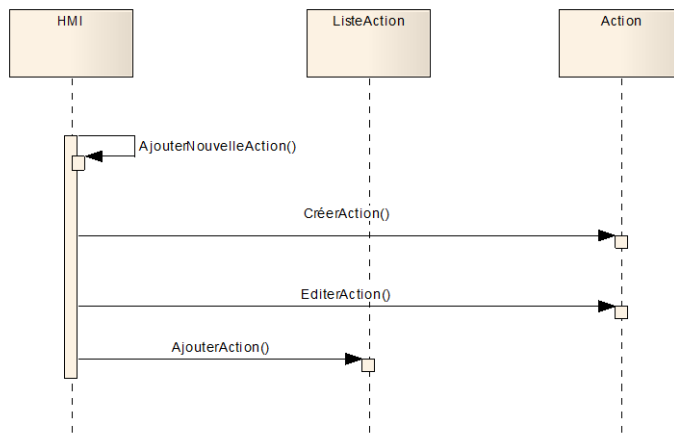 HMI
ListeAction
Action
AjouterNouvelleAction()
CréerAction()
EditerAction()
AjouterAction()